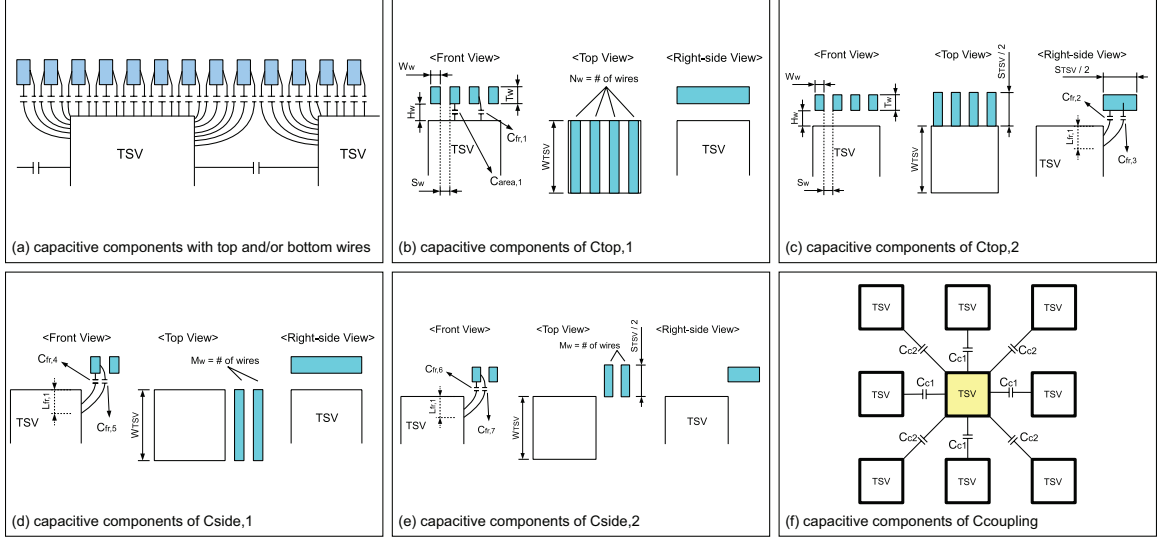 TSV
TSV
(a) capacitive components with top and/or bottom wires
<Front View>
<Top View>
<Right-side View>
Ww
Nw = # of wires
Tw
Hw
Cfr,1
TSV
WTSV
TSV
Carea,1
Sw
(b) capacitive components of Ctop,1
<Front View>
<Top View>
<Right-side View>
STSV / 2
STSV / 2
Ww
Tw
Cfr,2
Hw
Lfr,1
TSV
WTSV
TSV
Cfr,3
Sw
(c) capacitive components of Ctop,2
<Front View>
<Top View>
<Right-side View>
Mw = # of wires
Cfr,4
Lfr,1
TSV
Cfr,5
WTSV
TSV
(d) capacitive components of Cside,1
<Front View>
<Top View>
<Right-side View>
Mw = # of wires
STSV / 2
Cfr,6
Lfr,1
TSV
Cfr,7
WTSV
TSV
(e) capacitive components of Cside,2
TSV
TSV
TSV
Cc2
Cc1
Cc2
TSV
Cc1
TSV
Cc1
TSV
Cc2
Cc1
Cc2
TSV
TSV
TSV
(f) capacitive components of Ccoupling